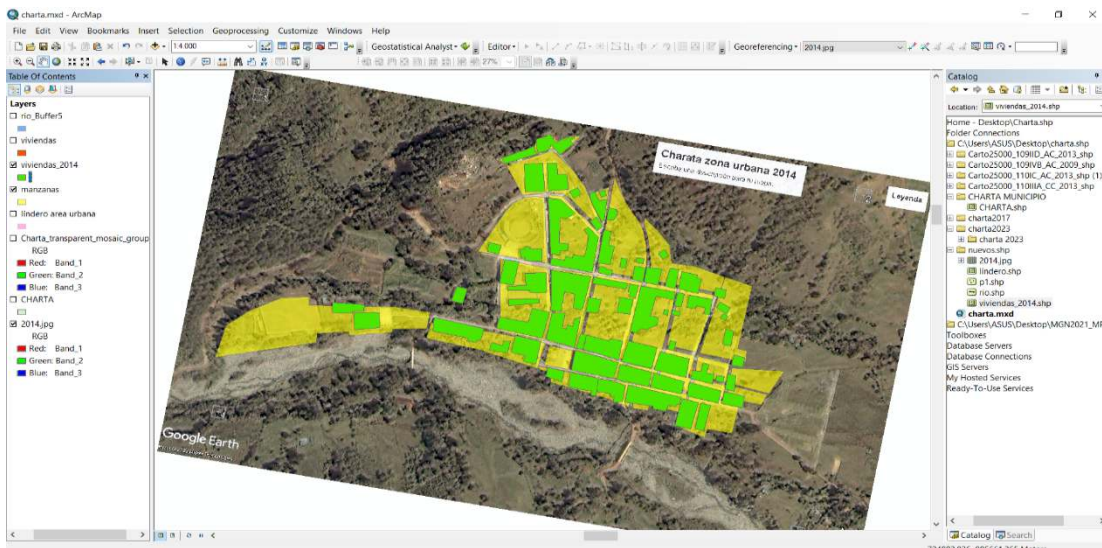 charta.mxd - ArcMap
File Edit View Bookmarks Insert Selection Geoprocessing Customize Windows Help
1:4.000 Geostatistical Analyst Editor Georeferencing 2014.jpg
27%
Table Of Contents
Layers
rio_Buffer5
viviendas
viviendas_2014
manzanas
lindero area urbana
Charta_transparent_mosaic_group
RGB
Red: Band_1
Green: Band_2
Blue: Band_3
CHARTA
2014.jpg
RGB
Red: Band_1
Green: Band_2
Blue: Band_3
Charata zona urbana 2014
Escriba una descripción para tu mapa.
Leyenda
Google Earth
Catalog
Location: viviendas_2014.shp
Home - Desktop\Charta.shp
Folder Connections
C:\Users\ASUS\Desktop\charta.shp
Carto25000_109IID_AC_2013_shp
Carto25000_109IVB_AC_2009_shp
Carto25000_110IC_AC_2013_shp (1)
Carto25000_110IIIA_CC_2013_shp
CHARTA MUNICIPIO
CHARTA.shp
charta2017
charta2023
charta 2023
nuevos.shp
2014.jpg
lindero.shp
p1.shp
rio.shp
viviendas_2014.shp
charta.mxd
C:\Users\ASUS\Desktop\MGN2021_MP
Toolboxes
Database Servers
Database Connections
GIS Servers
My Hosted Services
Ready-To-Use Services
Catalog Search